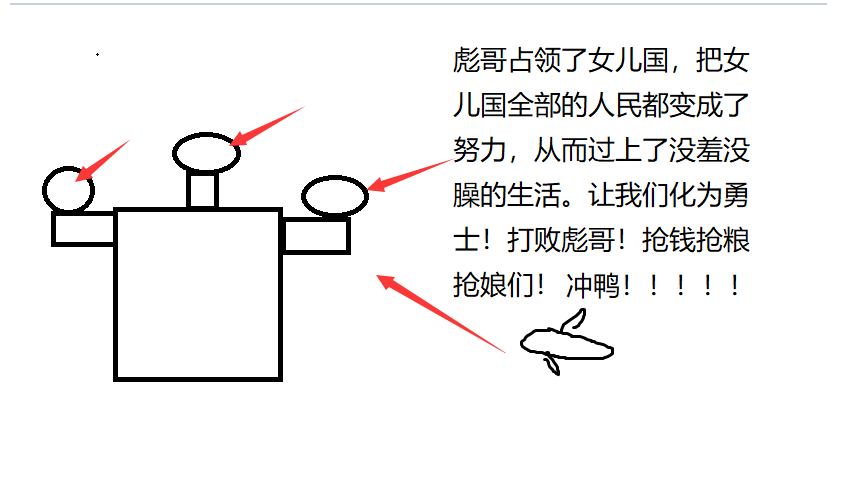 彪哥占领了女儿国，把女
儿国全部的人民都变成了
努力，从而过上了没羞没
臊的生活。让我们化为勇
士！打败彪哥！抢钱抢粮
抢娘们！ 冲鸭！！！！！